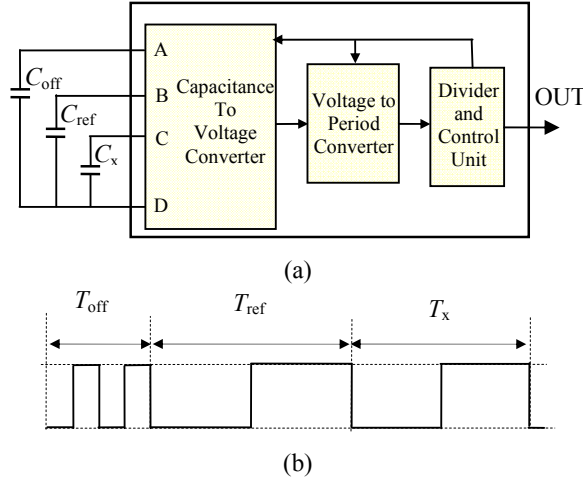 A
B
C
D
C_off
C_ref
C_x
Capacitance
To
Voltage
Converter
Voltage to
Period
Converter
Divider
and
Control
Unit
OUT
(a)
T_off T_ref T_x
(b)